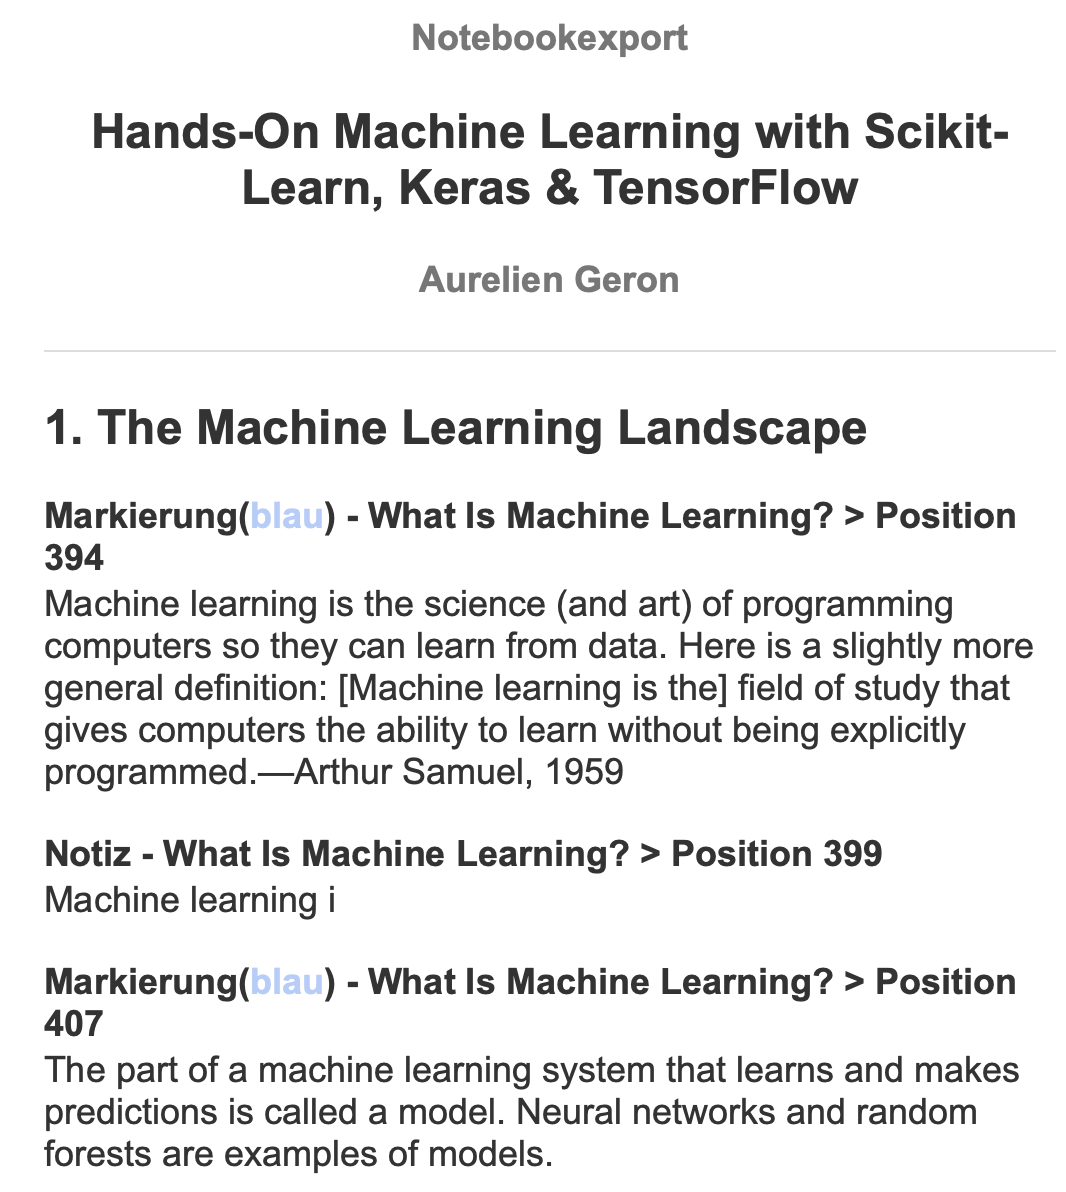 Notebookexport
Hands-On Machine Learning with Scikit-
Learn, Keras & TensorFlow
Aurelien Geron
1. The Machine Learning Landscape
Markierung(blau) - What Is Machine Learning? > Position
394
Machine learning is the science (and art) of programming
computers so they can learn from data. Here is a slightly more
general definition: [Machine learning is the] field of study that
gives computers the ability to learn without being explicitly
programmed.—Arthur Samuel, 1959
Notiz - What Is Machine Learning? > Position 399
Machine learning i
Markierung(blau) - What Is Machine Learning? > Position
407
The part of a machine learning system that learns and makes
predictions is called a model. Neural networks and random
forests are examples of models.